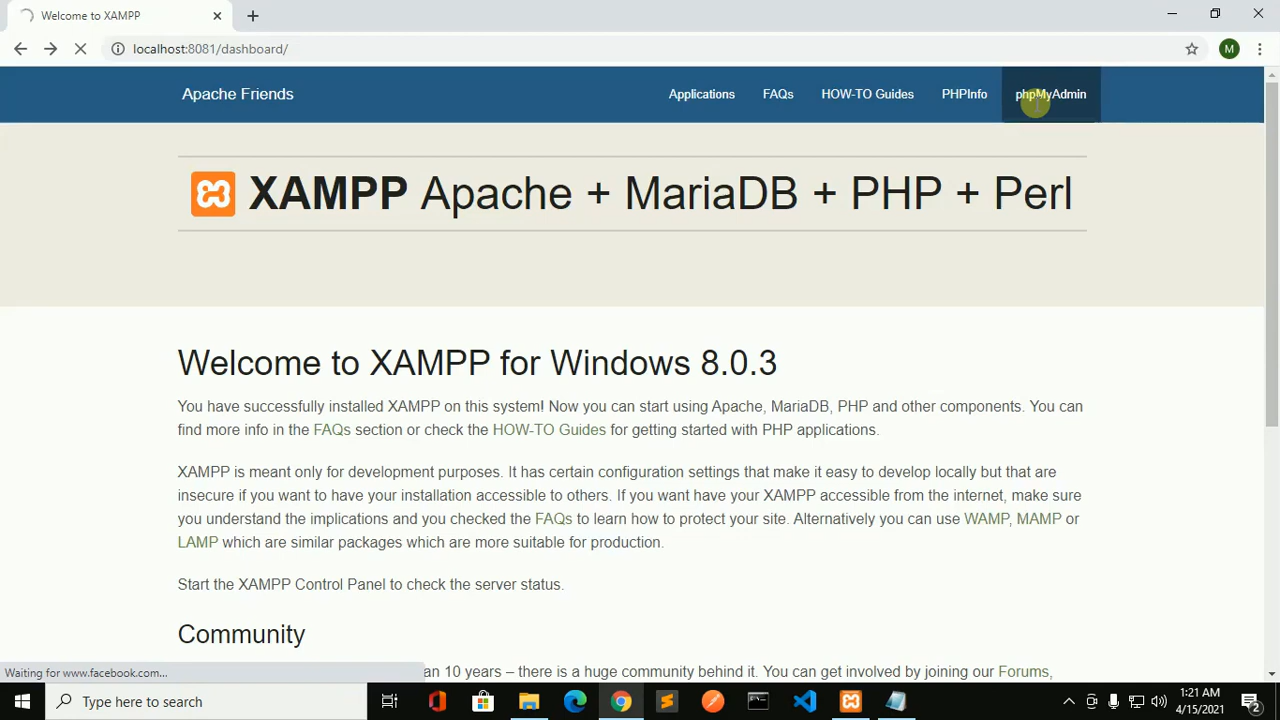 Welcome to XAMPP
localhost:8081/dashboard/
M
Apache Friends
Applications
FAQs
HOW-TO Guides
PHPInfo
phpMyAdmin
XAMPP Apache + MariaDB + PHP + Perl
Welcome to XAMPP for Windows 8.0.3
You have successfully installed XAMPP on this system! Now you can start using Apache, MariaDB, PHP and other components. You can
find more info in the FAQs section or check the HOW-TO Guides for getting started with PHP applications.
XAMPP is meant only for development purposes. It has certain configuration settings that make it easy to develop locally but that are
insecure if you want to have your installation accessible to others. If you want have your XAMPP accessible from the internet, make sure
you understand the implications and you checked the FAQs to learn how to protect your site. Alternatively you can use WAMP, MAMP or
LAMP which are similar packages which are more suitable for production.
Start the XAMPP Control Panel to check the server status.
Community
an 10 years – there is a huge community behind it. You can get involved by joining our Forums,
Waiting for www.facebook.com...
Type here to search
1:21 AM
4/15/2021
2